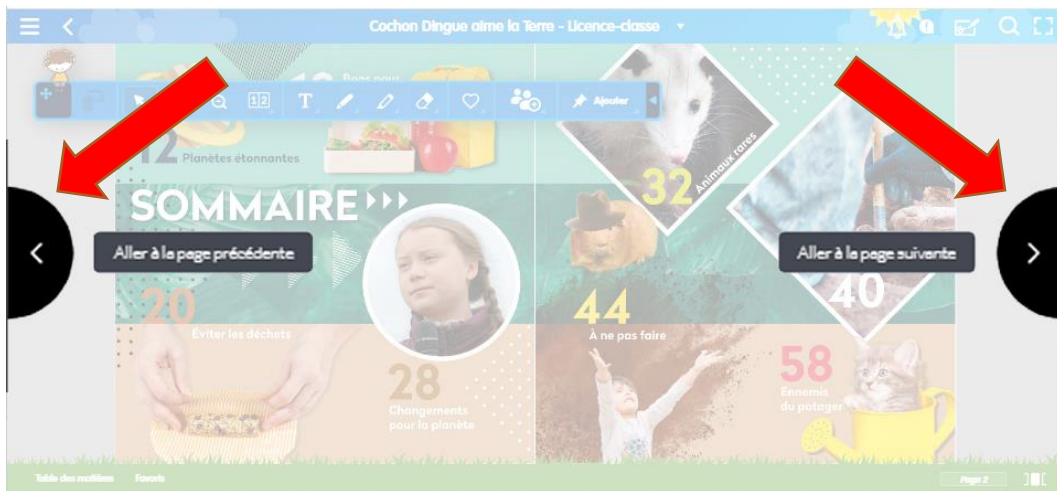 Cochon Dingue aime la Terre - Licence-classe
T
Ajouter
12
Planètes étonnantes
32
Animaux rares
SOMMAIRE
Aller à la page précédente
Aller à la page suivante
20
Éviter les déchets
44
À ne pas faire
40
28
Changements
pour la planète
58
Ennemis
du potager
Table des matières Favoris
Page 2